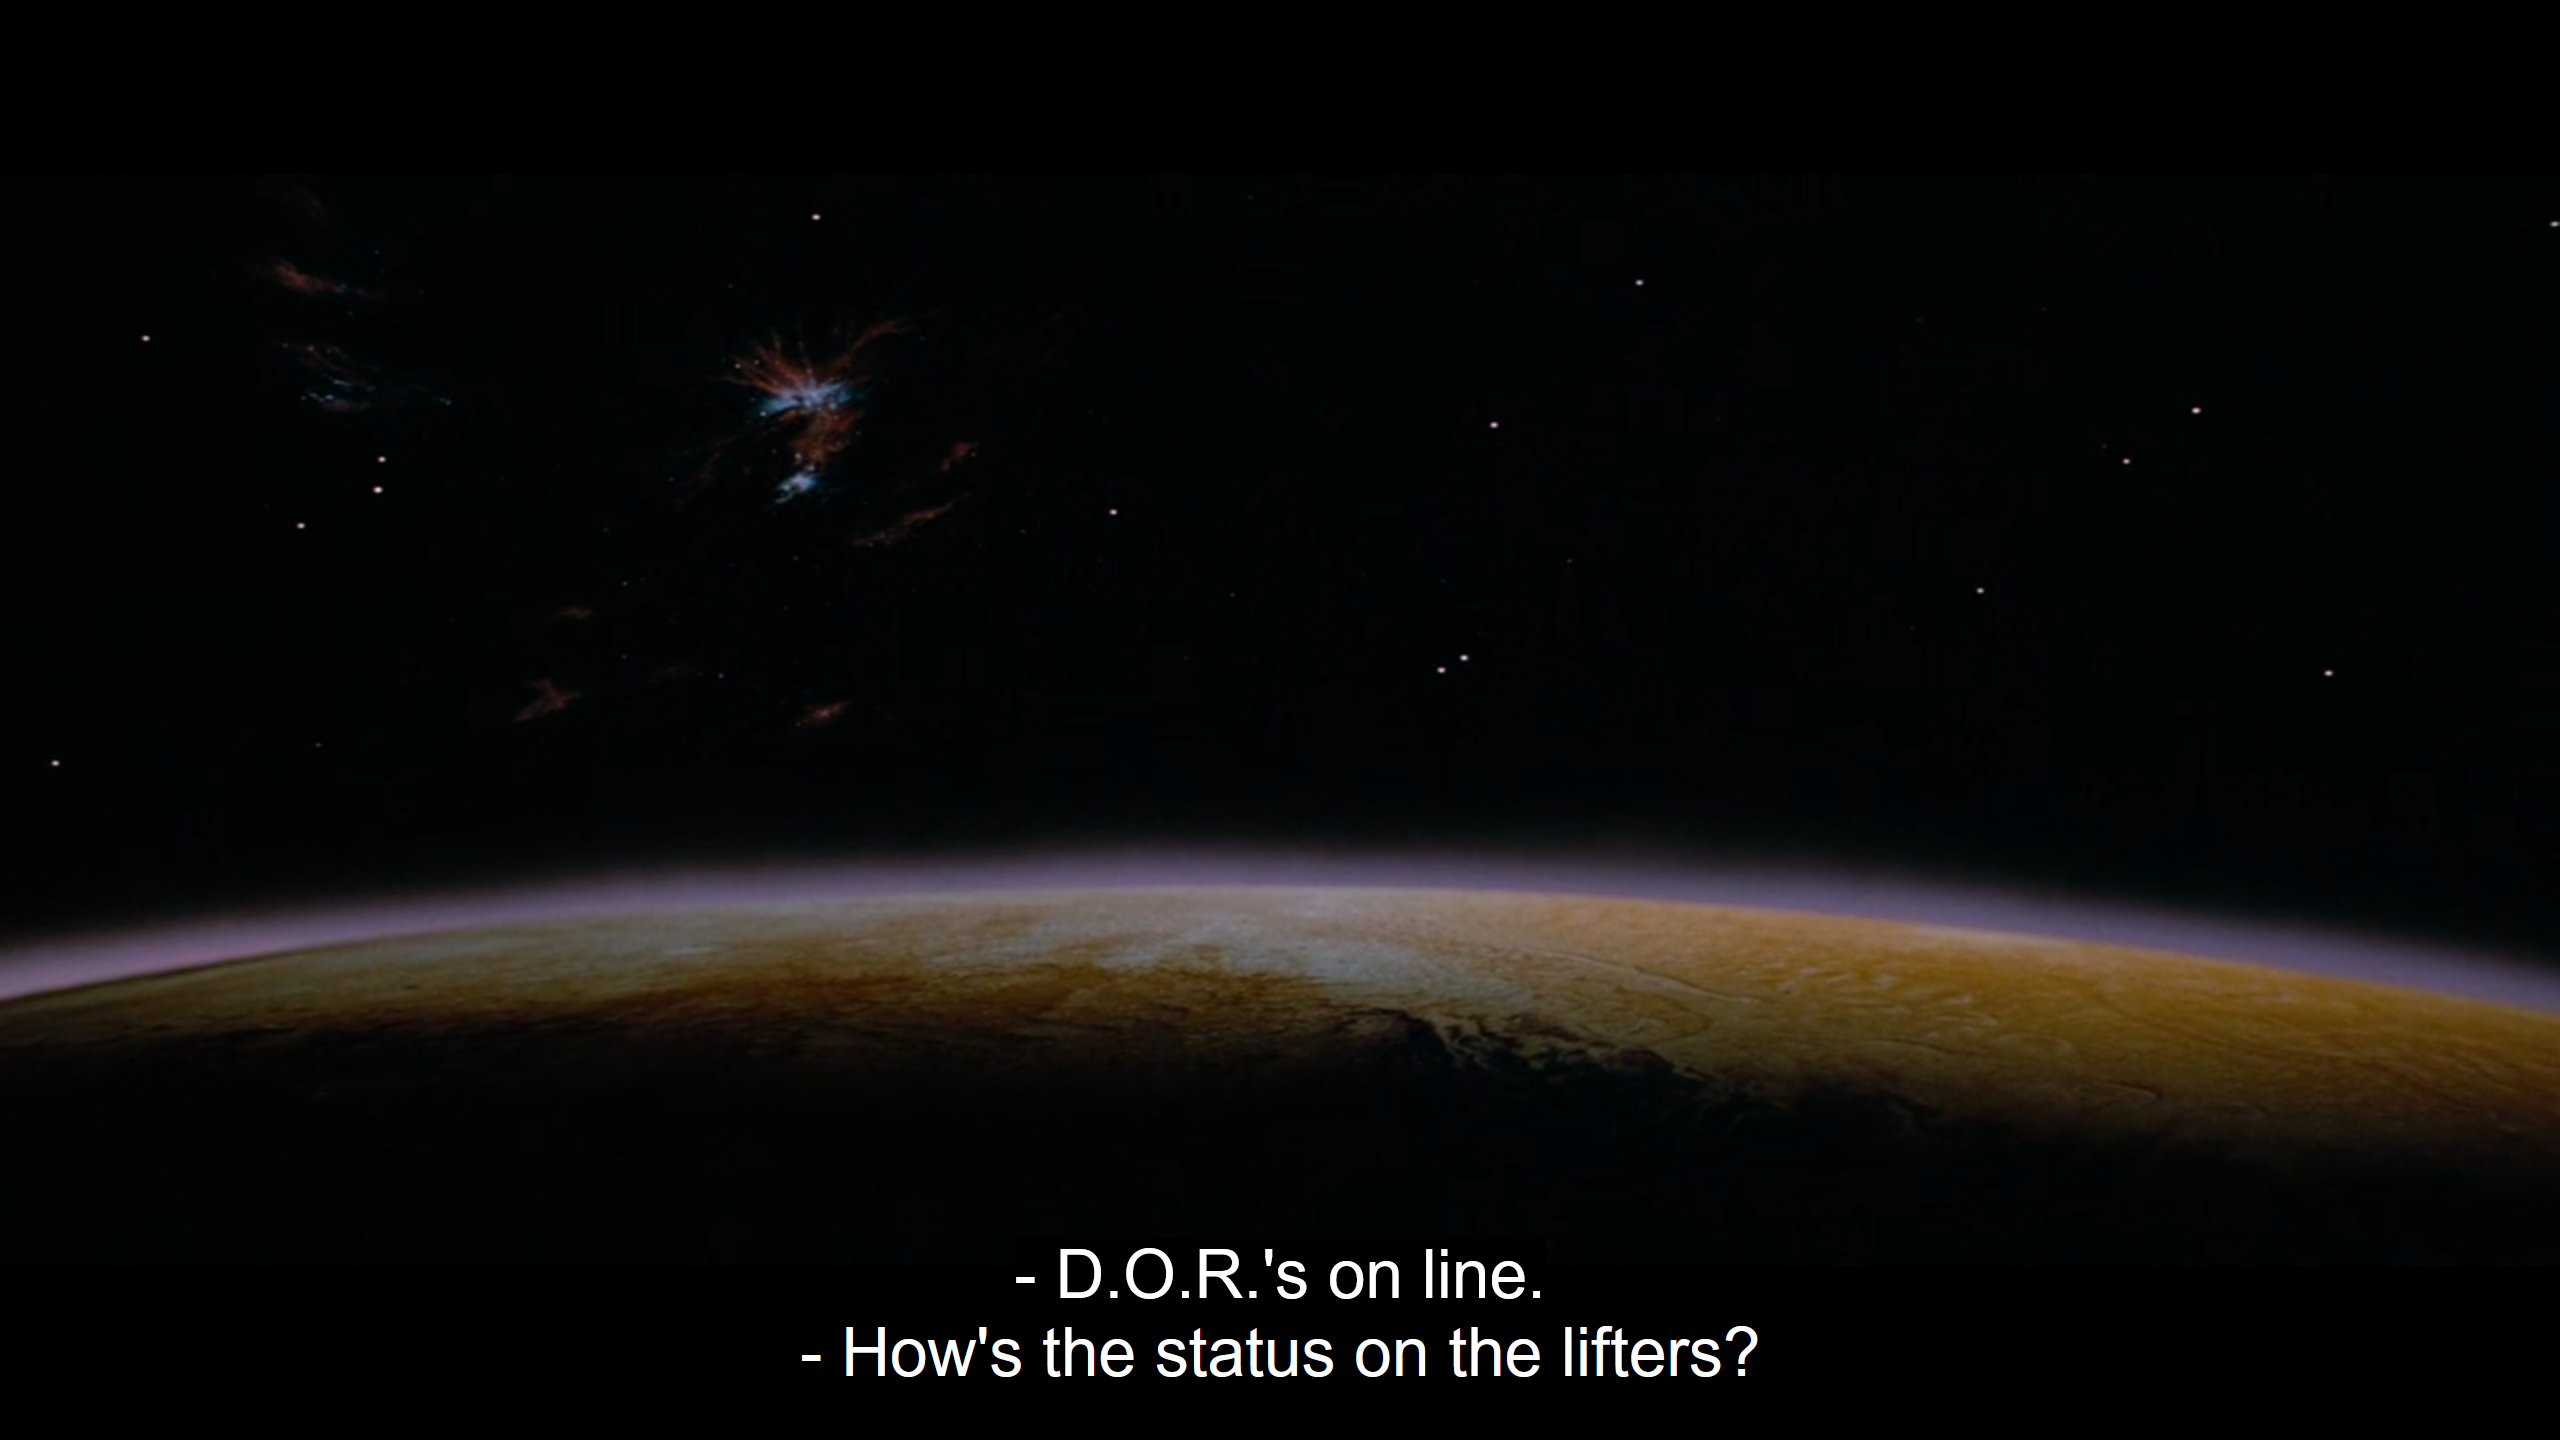 - D.O.R.'s on line.
- How's the status on the lifters?